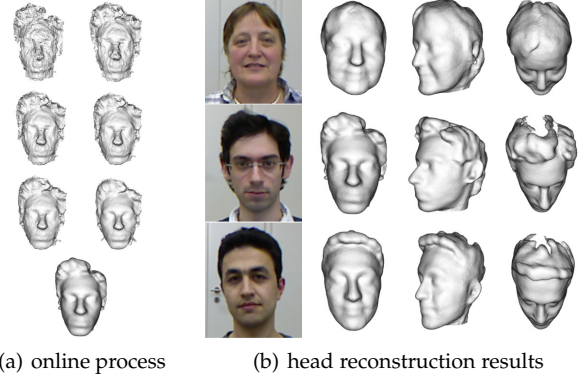 (a) online process
(b) head reconstruction results